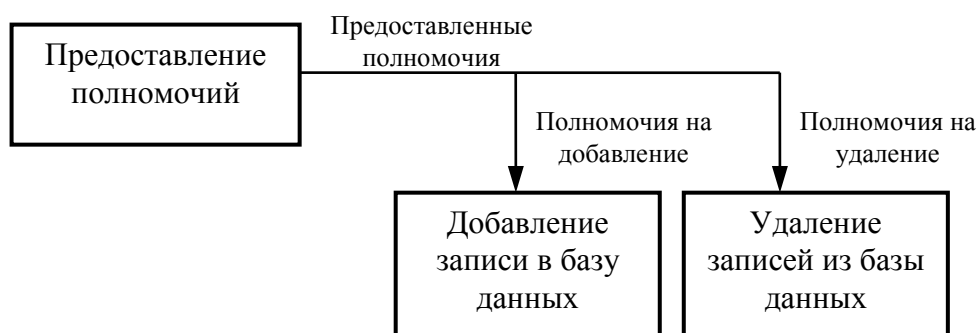 Предоставление
полномочий
Предоставленные
полномочия
Полномочия на
добавление
Полномочия на
удаление
Добавление
записи в базу
данных
Удаление
записей из базы
данных